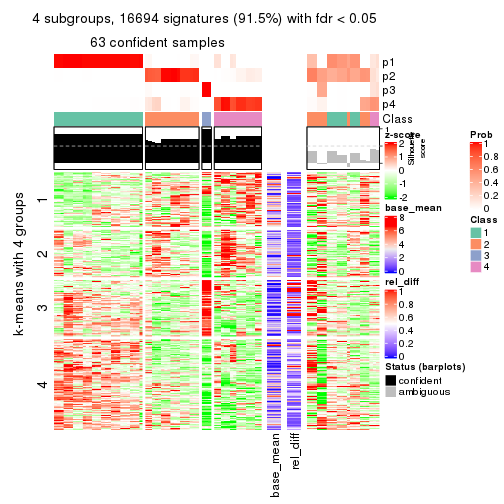 4 subgroups, 16694 signatures (91.5%) with fdr < 0.05
63 confident samples
p1
p2
p3
p4
Class
1
Silhouette
score
k-means with 4 groups
1
2
3
4
base_mean
rel_diff
z-score
2
1
0
-1
-2
base_mean
8
6
4
2
0
rel_diff
1
0.8
0.6
0.4
0.2
0
Status (barplots)
confident
ambiguous
Prob
1
0.8
0.6
0.4
0.2
0
Class
1
2
3
4